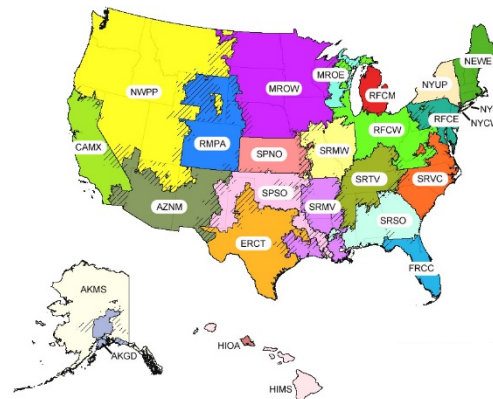 NEWE
NYUP
MROE
RFCM
NWPP
MROW
NY
NYCW
RFCE
RFCW
CAMX
RMPA
SPNO
SRMW
SRTV
SRVC
AZNM
SPSO
SRMV
SRSO
ERCT
FRCC
AKMS
AKGD
HIOA
HIMS